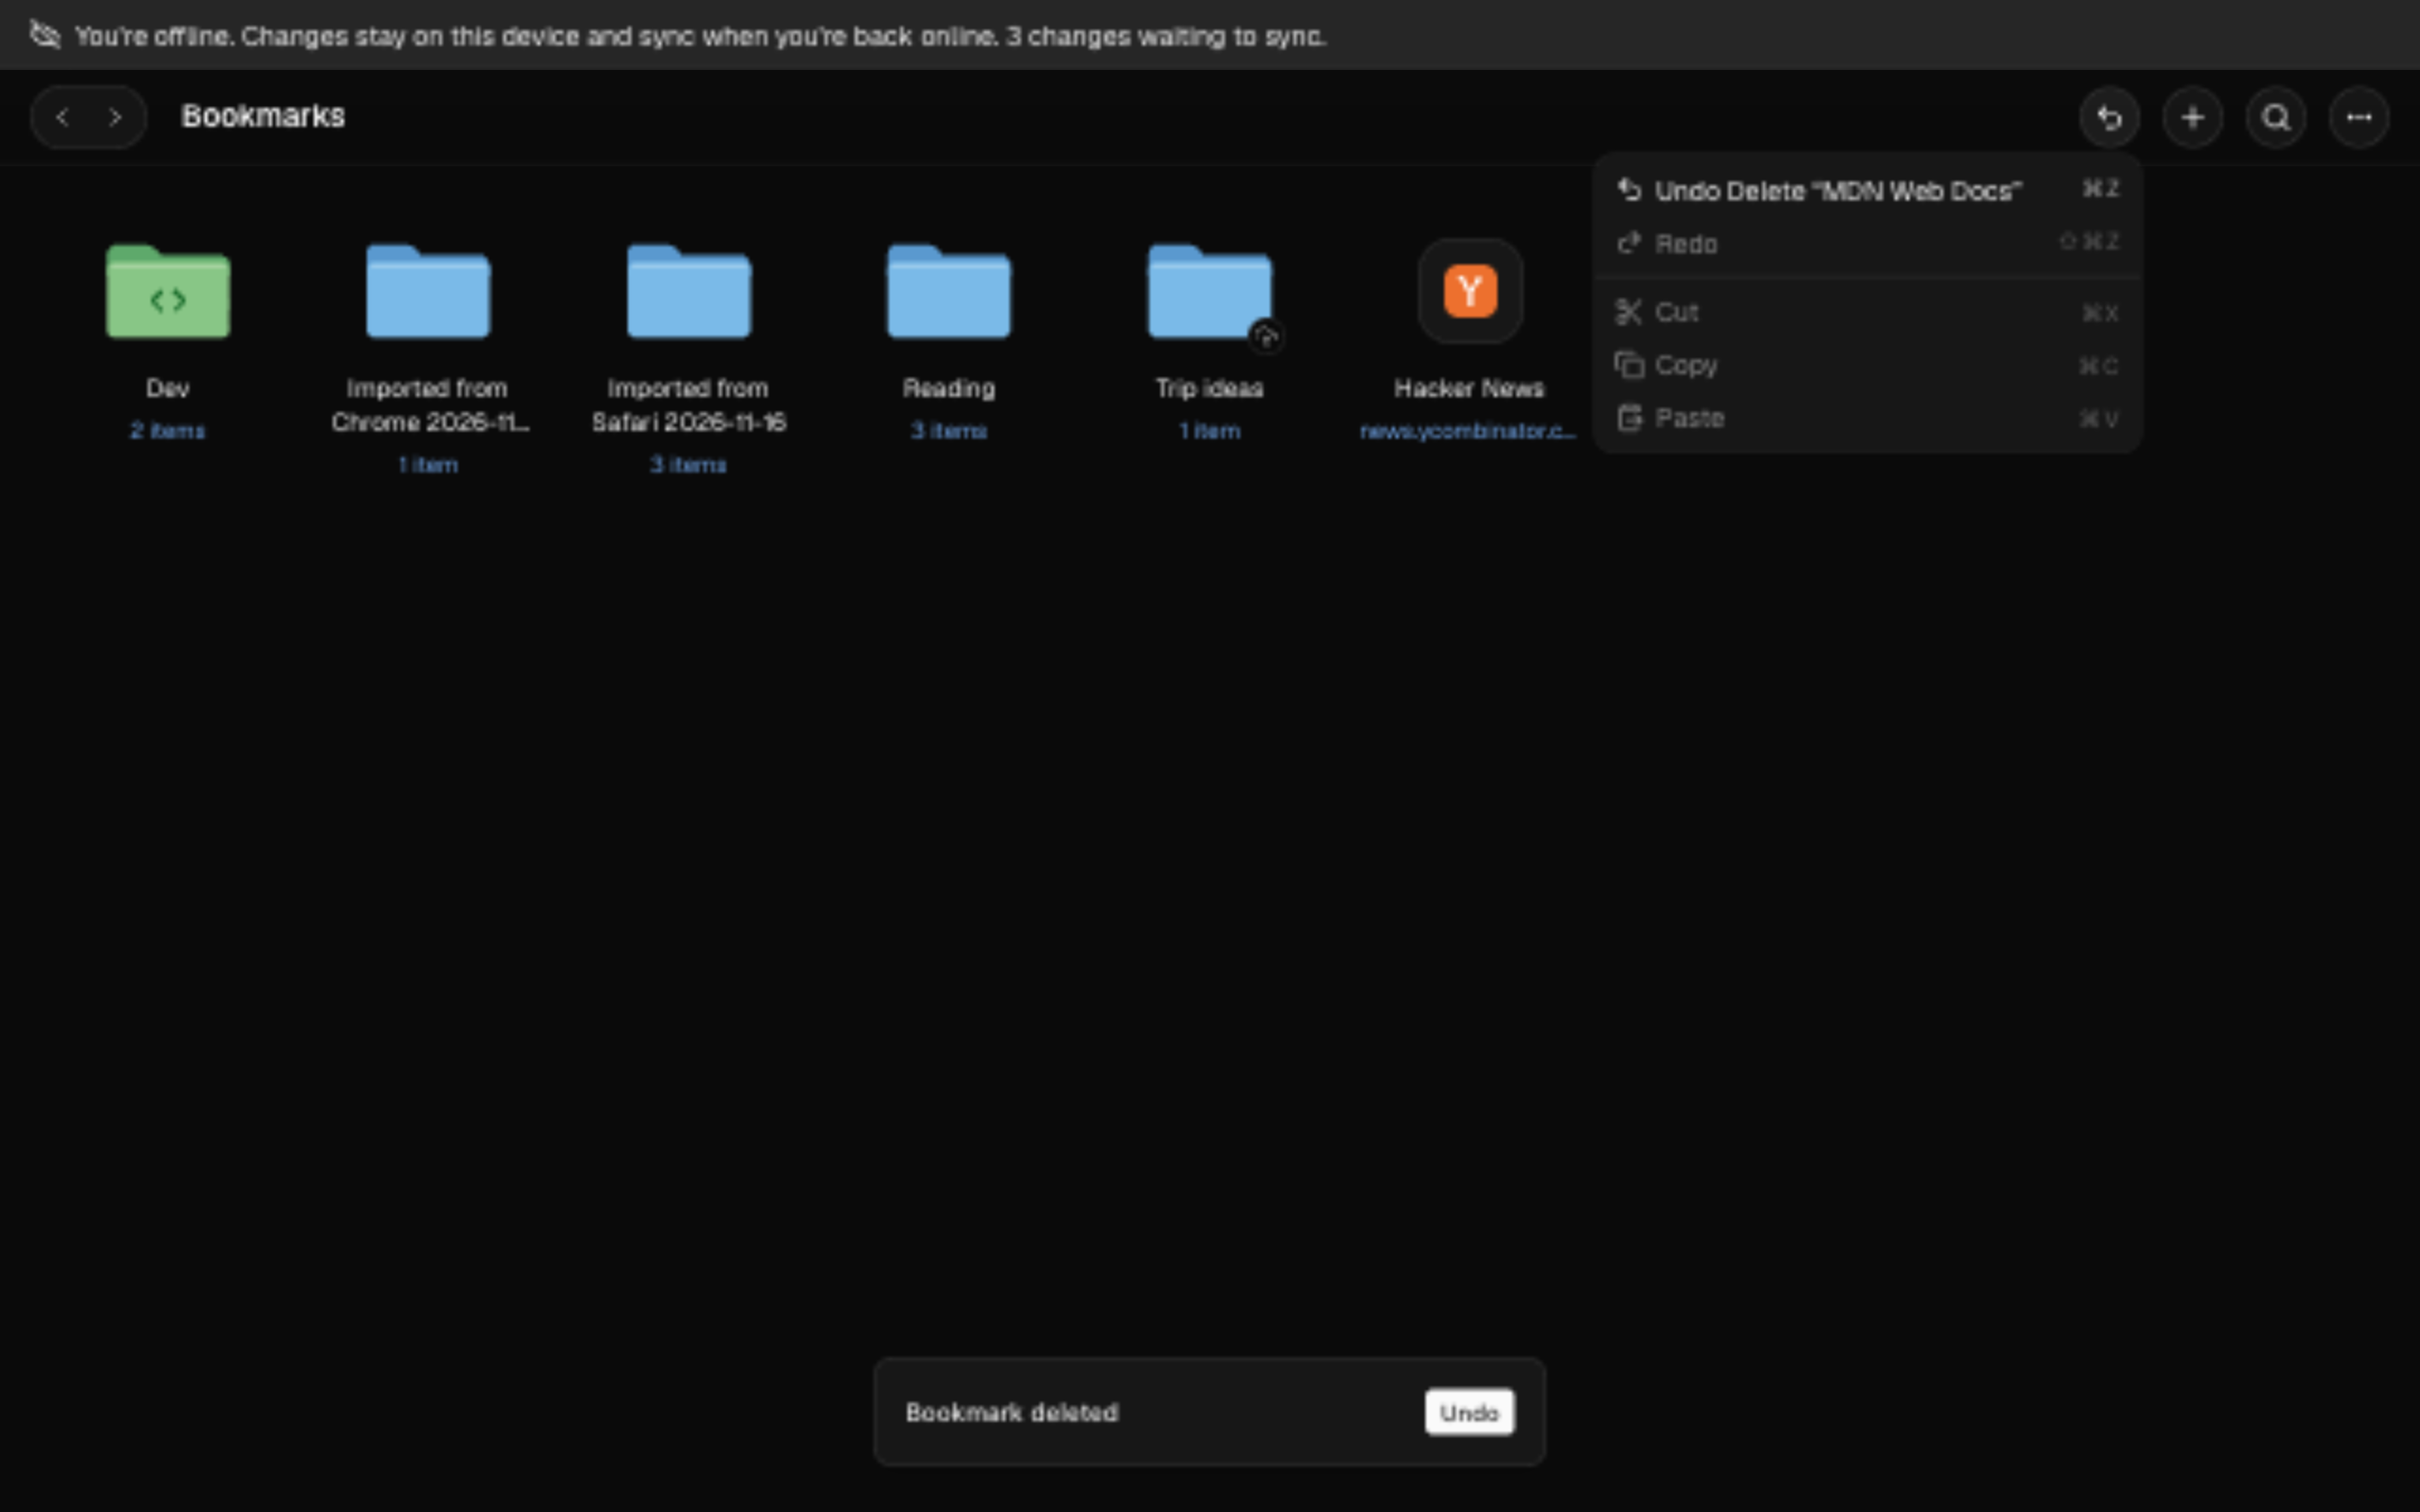 You're offline. Changes stay on this device and sync when you're back online. 3 changes waiting to sync.
Bookmarks
Undo Delete "MDN Web Docs" ⌘Z
Redo ⇧⌘Z
Cut ⌘X
Copy ⌘C
Paste ⌘V
Dev
2 items
Imported from
Chrome 2026-11...
1 item
Imported from
Safari 2026-11-16
3 items
Reading
3 items
Trip ideas
1 item
Y
Hacker News
news.ycombinator.c...
Bookmark deleted
Undo